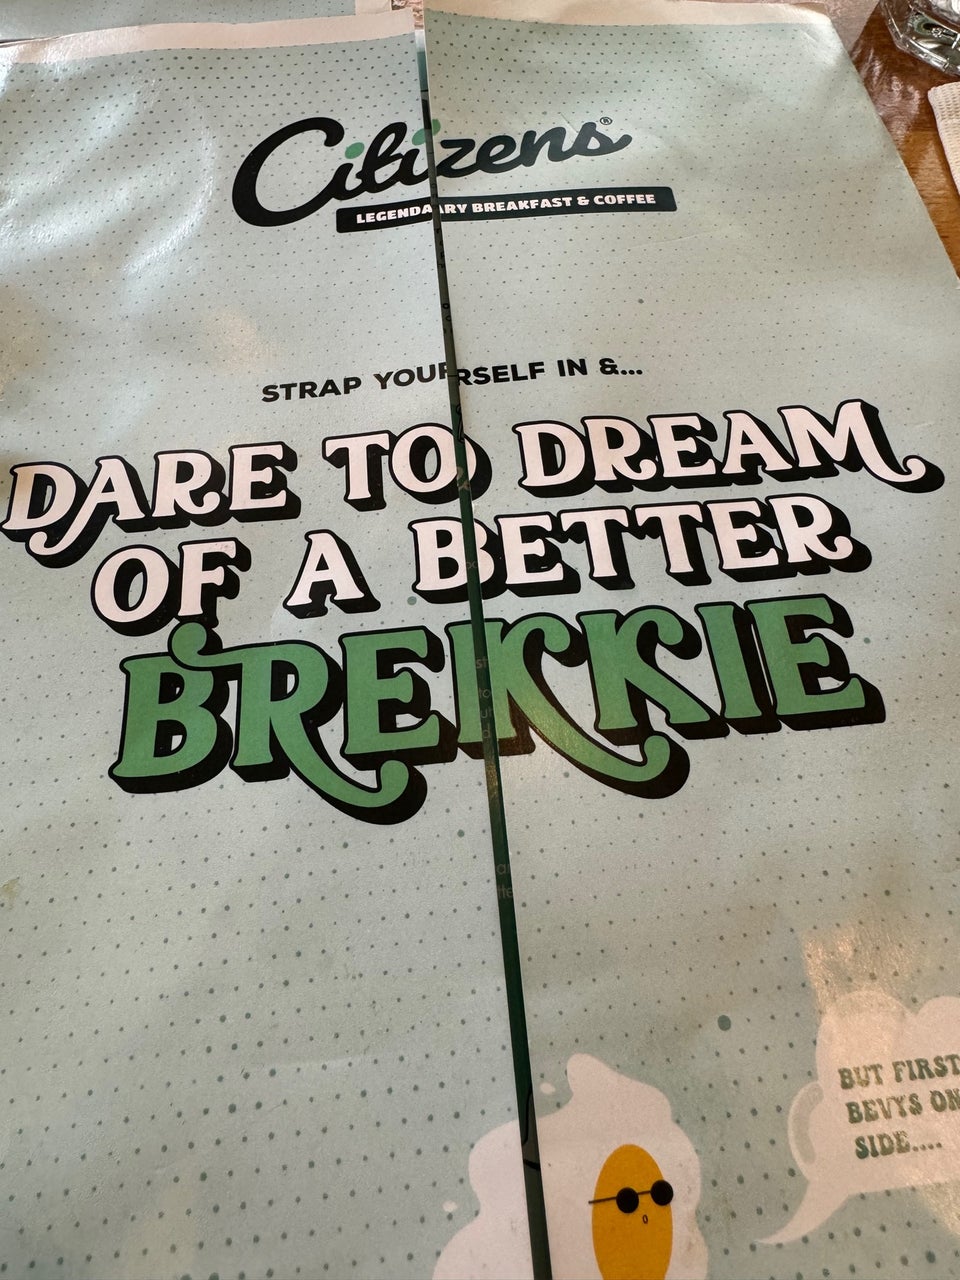 Citizens®
LEGENDARY BREAKFAST & COFFEE
STRAP YOURSELF IN &...
DARE TO DREAM
OF A BETTER
BREKKIE
BUT FIRST
BEVYS ON
SIDE....